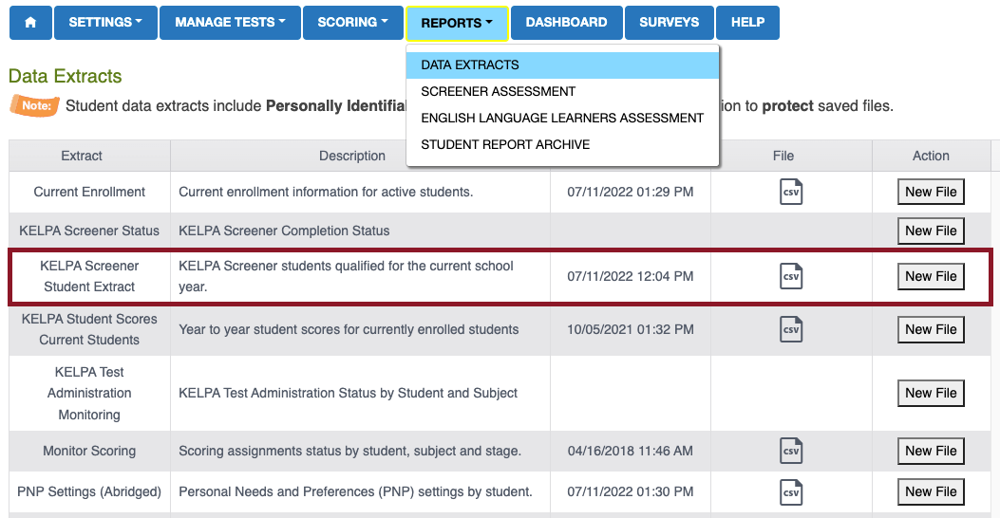 SETTINGS MANAGE TESTS SCORING REPORTS DASHBOARD SURVEYS HELP
DATA EXTRACTS
SCREENER ASSESSMENT
ENGLISH LANGUAGE LEARNERS ASSESSMENT
STUDENT REPORT ARCHIVE
Data Extracts
Note: Student data extracts include Personally to protect saved files.
Extract Description File Action
Current Enrollment Current enrollment information for active students. 07/11/2022 01:29 PM CSV New File
KELPA Screener Status KELPA Screener Completion Status New File
KELPA Screener
Student Extract
KELPA Screener students qualified for the current school
year.
07/11/2022 12:04 PM CSV New File
KELPA Student Scores
Current Students
Year to year student scores for currently enrolled students 10/05/2021 01:32 PM CSV New File
KELPA Test
Administration
Monitoring
KELPA Test Administration Status by Student and Subject New File
Monitor Scoring Scoring assignments status by student, subject and stage. 04/16/2018 11:46 AM CSV New File
PNP Settings (Abridged) Personal Needs and Preferences (PNP) settings by student. 07/11/2022 01:30 PM CSV New File